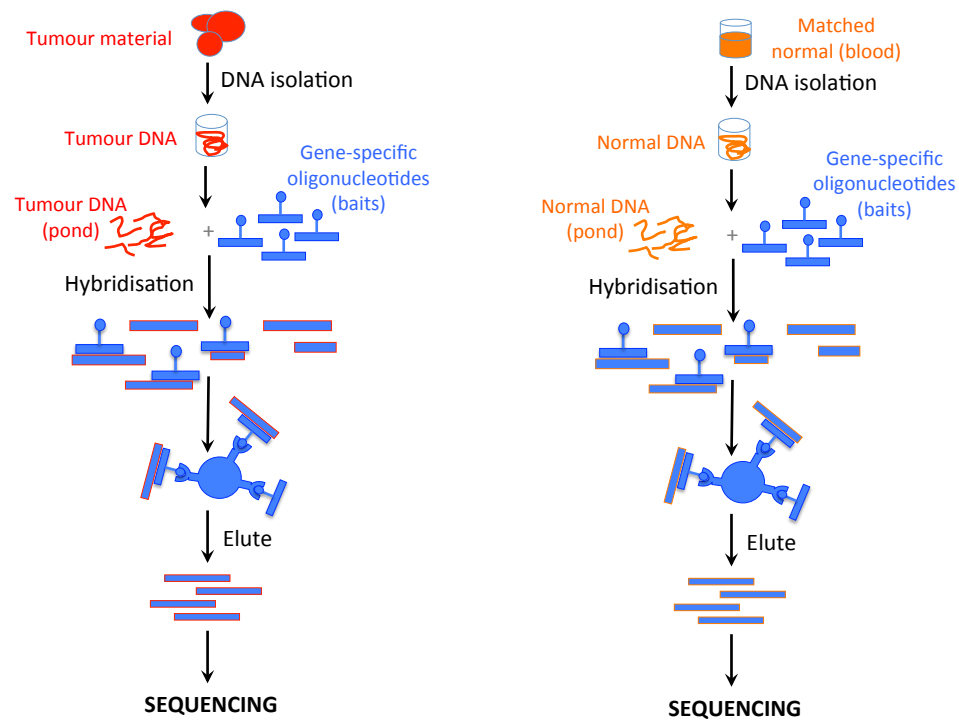 Tumour material
DNA isolation
Tumour DNA
Gene-specific
oligonucleotides
(baits)
Tumour DNA
(pond)
+
Hybridisation
Elute
SEQUENCING
Matched
normal (blood)
DNA isolation
Normal DNA
Gene-specific
oligonucleotides
(baits)
Normal DNA
(pond)
+
Hybridisation
Elute
SEQUENCING